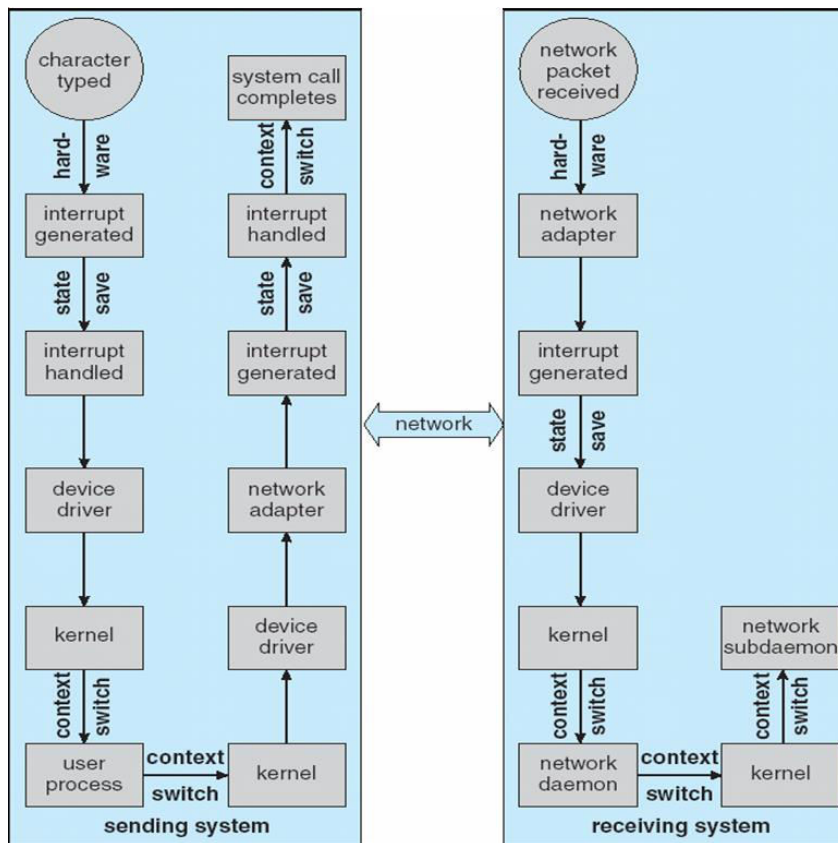 character
typed
hard-
ware
interrupt
generated
state
save
interrupt
handled
device
driver
kernel
context
switch
user
process
context
switch
kernel
device
driver
network
adapter
interrupt
generated
state
save
interrupt
handled
context
switch
system call
completes
sending system
network
network
packet
received
hard-
ware
network
adapter
interrupt
generated
state
save
device
driver
kernel
context
switch
network
daemon
context
switch
kernel
context
switch
network
subdaemon
receiving system